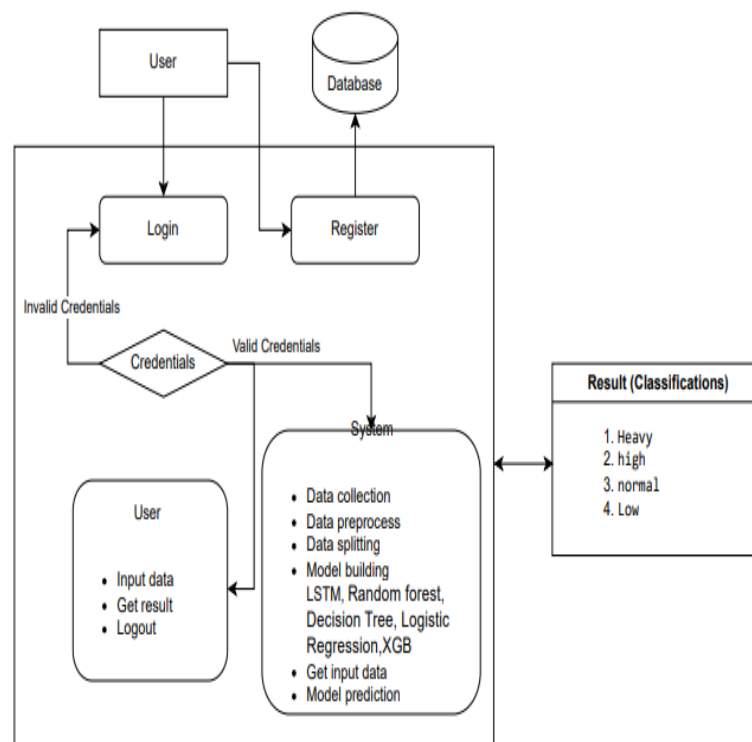 User
Database
Login
Register
Invalid Credentials
Credentials
Valid Credentials
System
• Data collection
• Data preprocess
• Data splitting
• Model building
LSTM, Random forest,
Decision Tree, Logistic
Regression,XGB
• Get input data
• Model prediction
User
• Input data
• Get result
• Logout
Result (Classifications)
1. Heavy
2. high
3. normal
4. Low